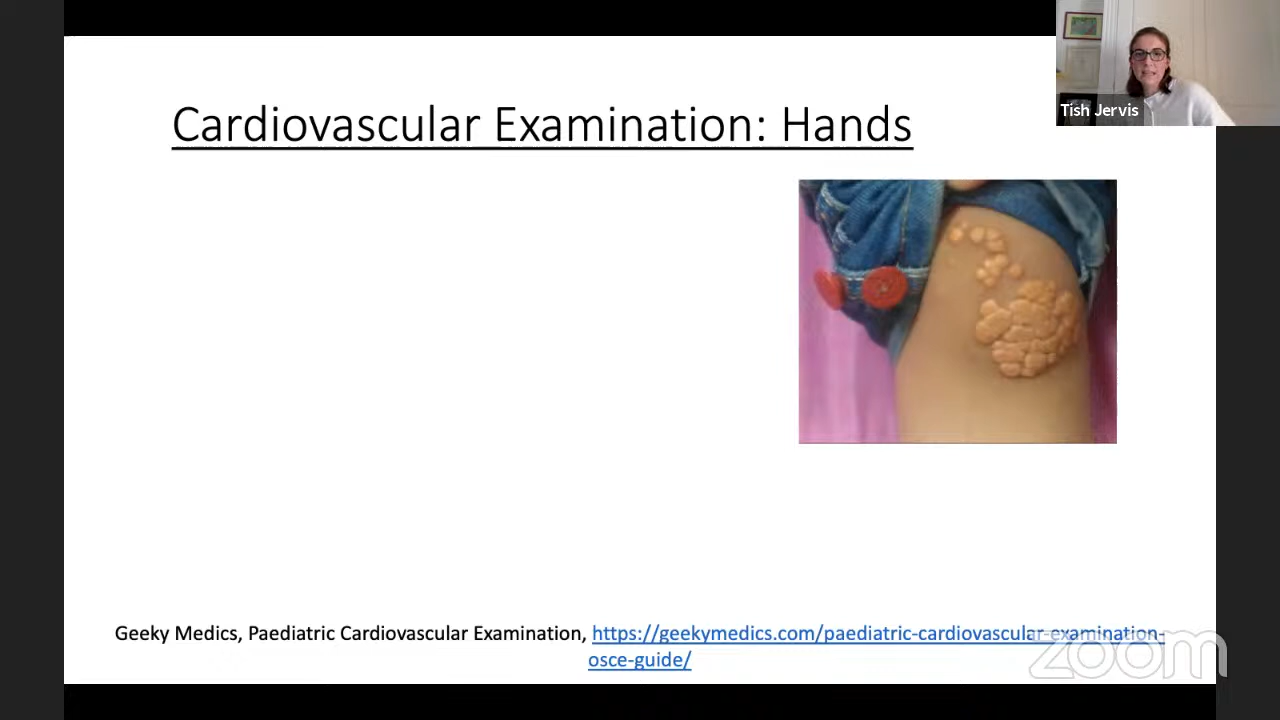 Tish Jervis
Cardiovascular Examination: Hands
Geeky Medics, Paediatric Cardiovascular Examination, https://geekymedics.com/paediatric-cardiovascular-examination-
osce-guide/
zoom